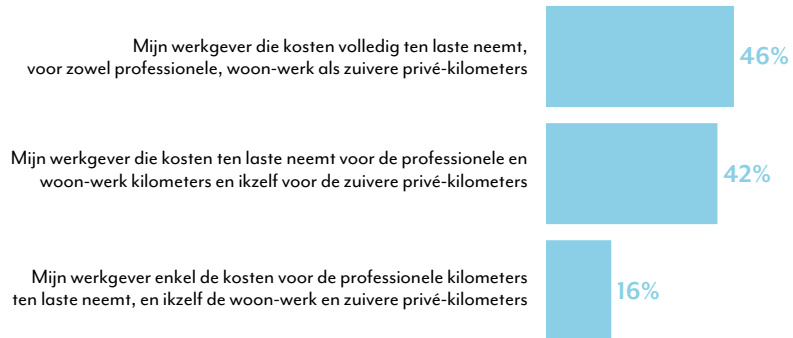 Mijn werkgever die kosten volledig ten laste neemt,
voor zowel professionele, woon-werk als zuivere privé-kilometers
46%
Mijn werkgever die kosten ten laste neemt voor de professionele en
woon-werk kilometers en ikzelf voor de zuivere privé-kilometers
42%
Mijn werkgever enkel de kosten voor de professionele kilometers
ten laste neemt, en ikzelf de woon-werk en zuivere privé-kilometers
16%